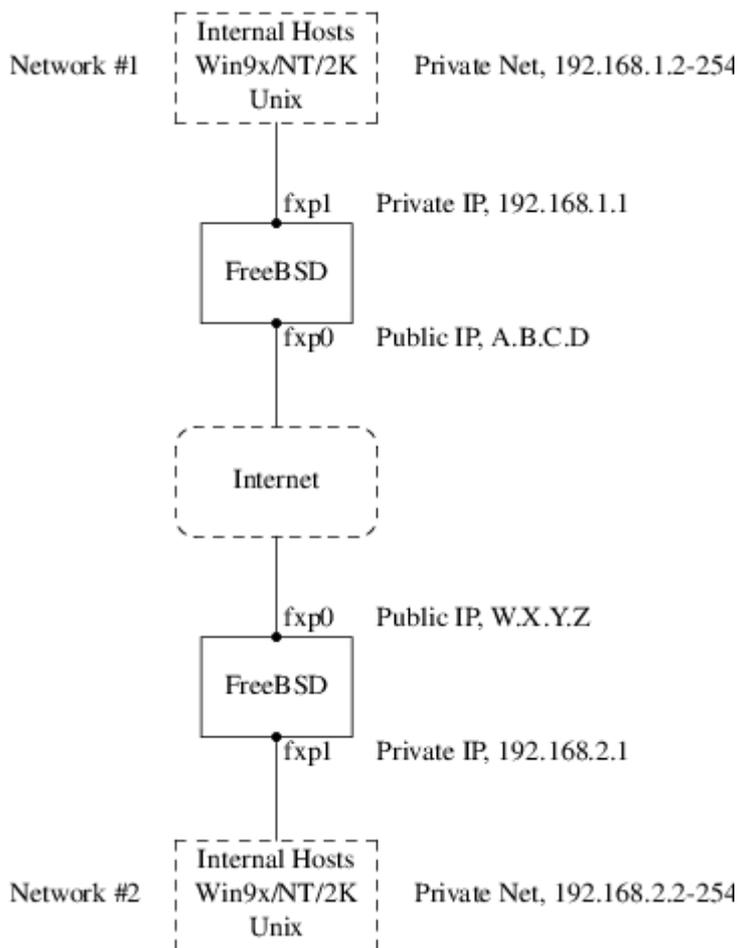 Internal Hosts
Network #1 Win9x/NT/2K Private Net, 192.168.1.2-254
Unix
fxp1 Private IP, 192.168.1.1
FreeBSD
fxp0 Public IP, A.B.C.D
Internet
fxp0 Public IP, W.X.Y.Z
FreeBSD
fxp1 Private IP, 192.168.2.1
Internal Hosts
Network #2 Win9x/NT/2K Private Net, 192.168.2.2-254
Unix